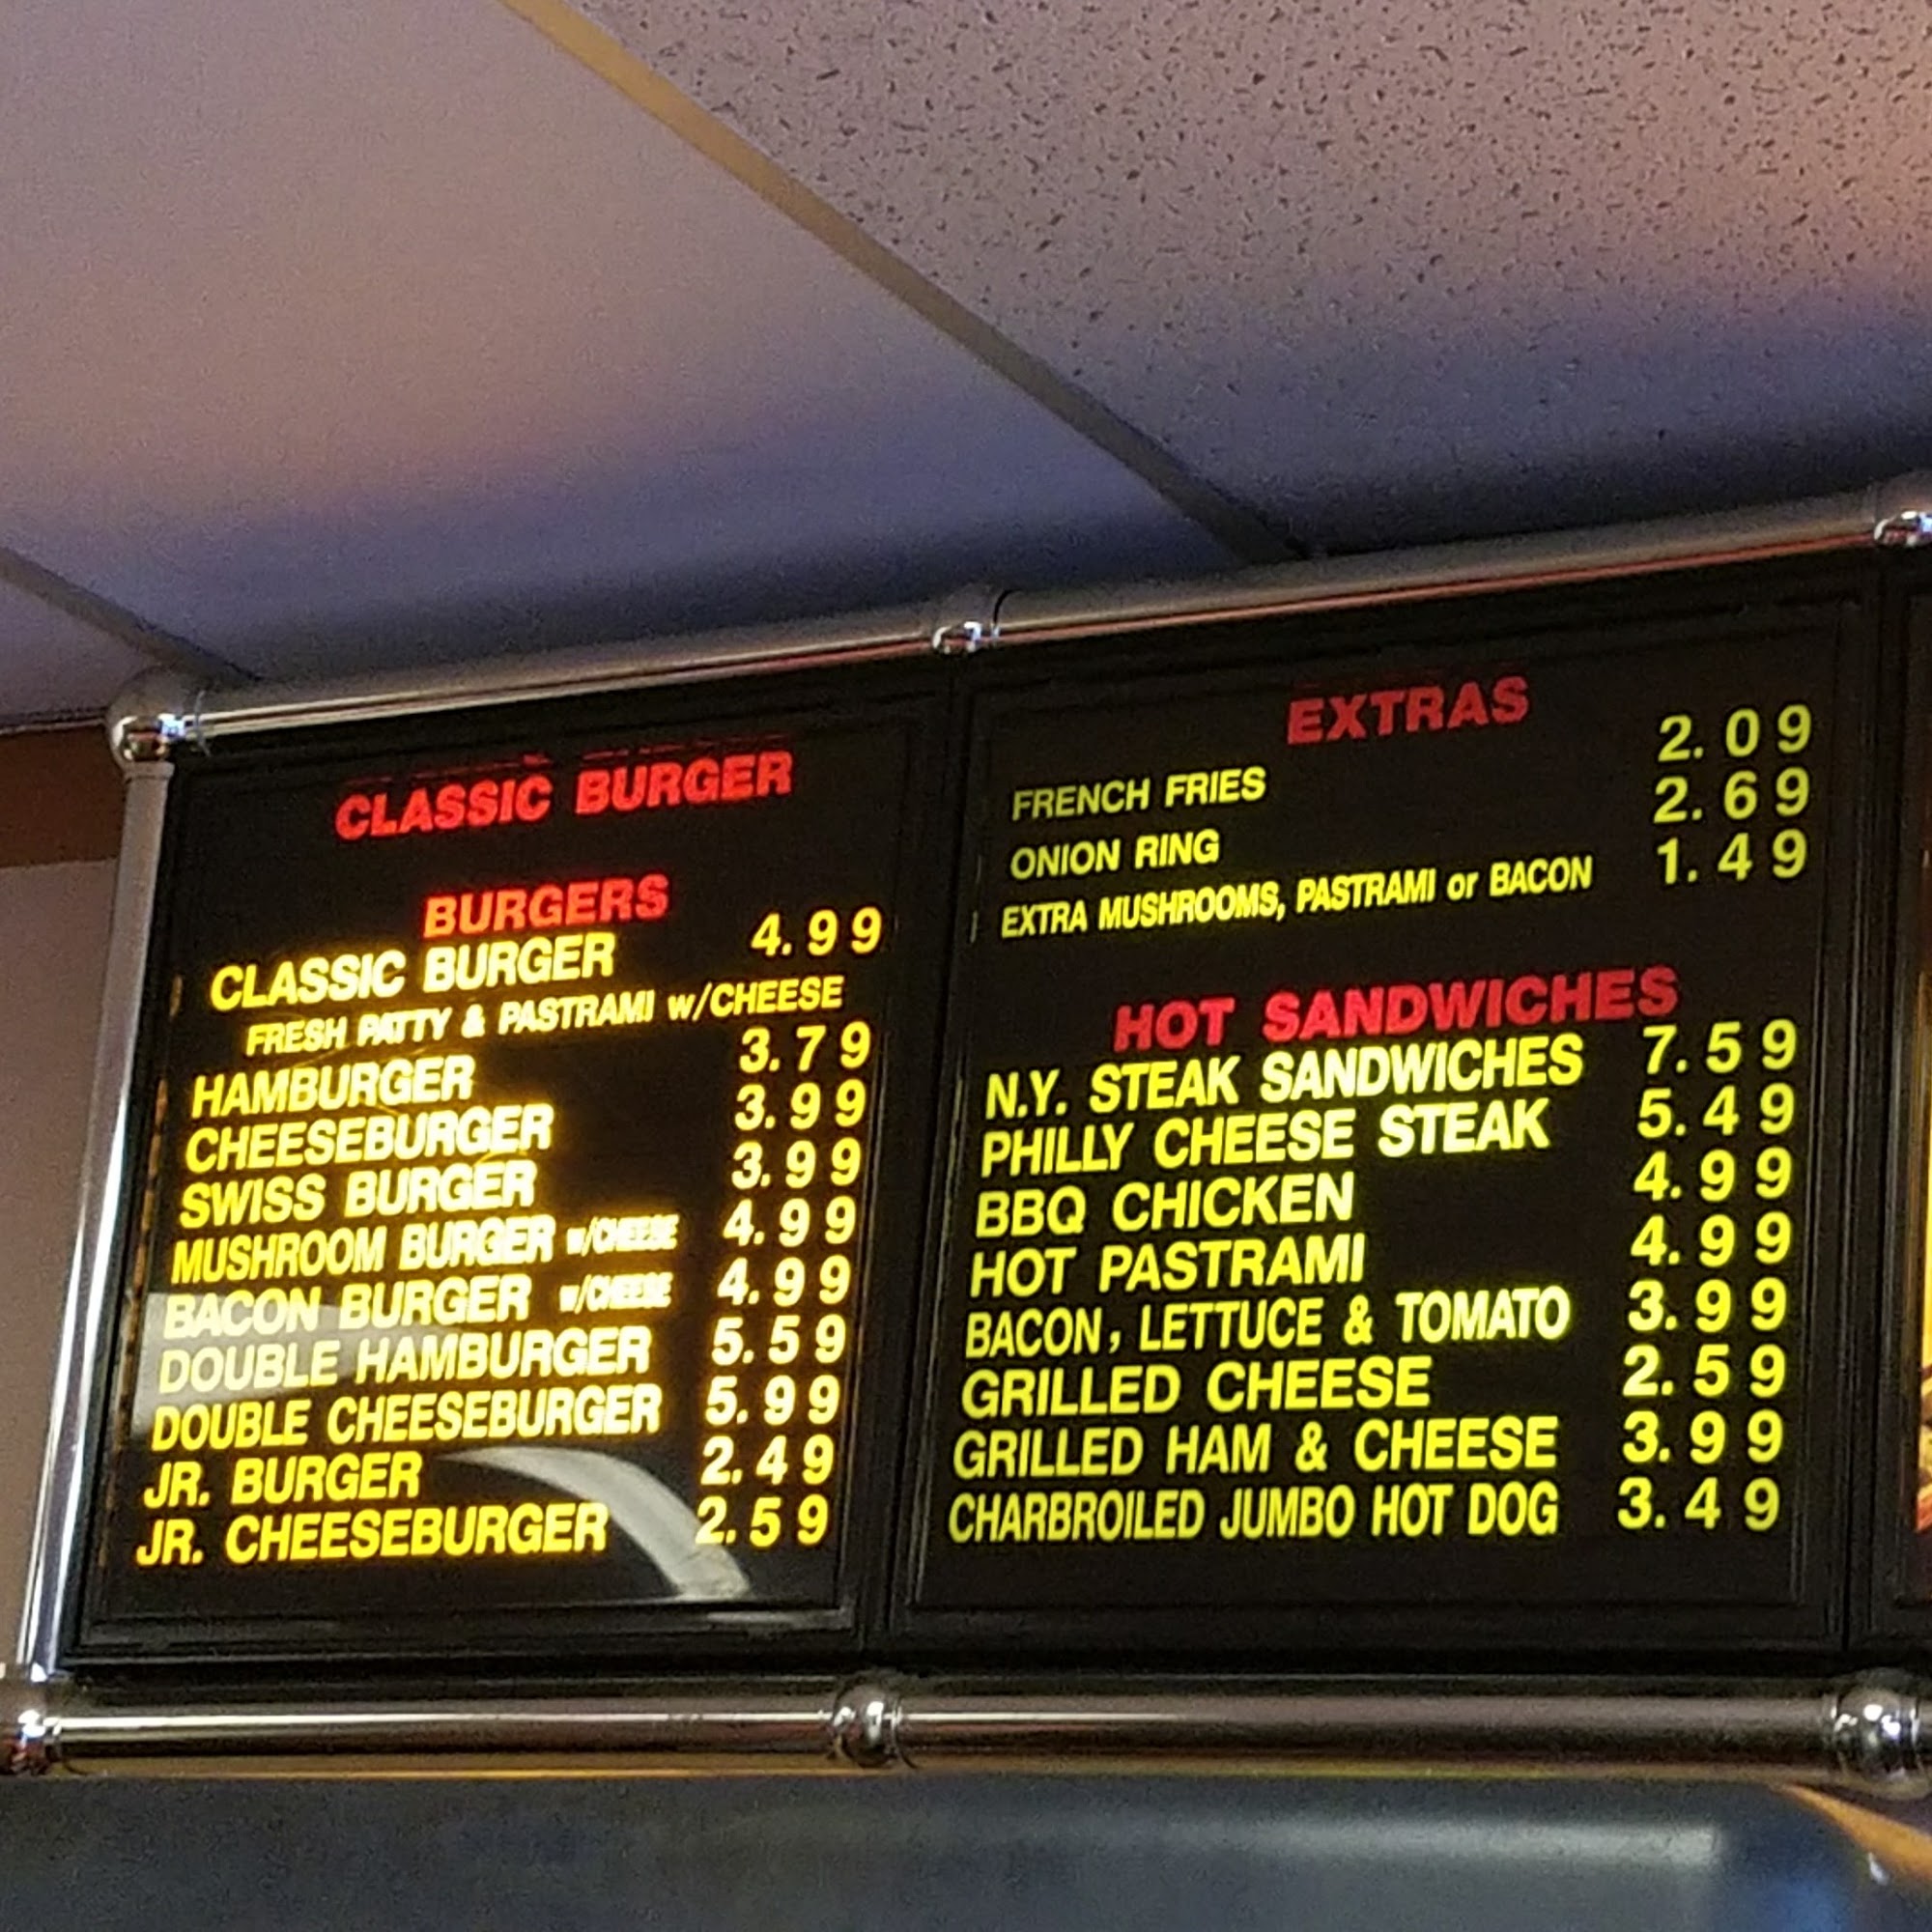 CLASSIC BURGER
BURGERS
CLASSIC BURGER 4.99
FRESH PATTY & PASTRAMI w/CHEESE
HAMBURGER 3.79
CHEESEBURGER 3.99
SWISS BURGER 3.99
MUSHROOM BURGER w/CHEESE 4.99
BACON BURGER w/CHEESE 4.99
DOUBLE HAMBURGER 5.59
DOUBLE CHEESEBURGER 5.99
JR. BURGER 2.49
JR. CHEESEBURGER 2.59
EXTRAS
FRENCH FRIES 2.09
ONION RING 2.69
EXTRA MUSHROOMS, PASTRAMI or BACON 1.49
HOT SANDWICHES
N.Y. STEAK SANDWICHES 7.59
PHILLY CHEESE STEAK 5.49
BBQ CHICKEN 4.99
HOT PASTRAMI 4.99
BACON, LETTUCE & TOMATO 3.99
GRILLED CHEESE 2.59
GRILLED HAM & CHEESE 3.99
CHARBROILED JUMBO HOT DOG 3.49